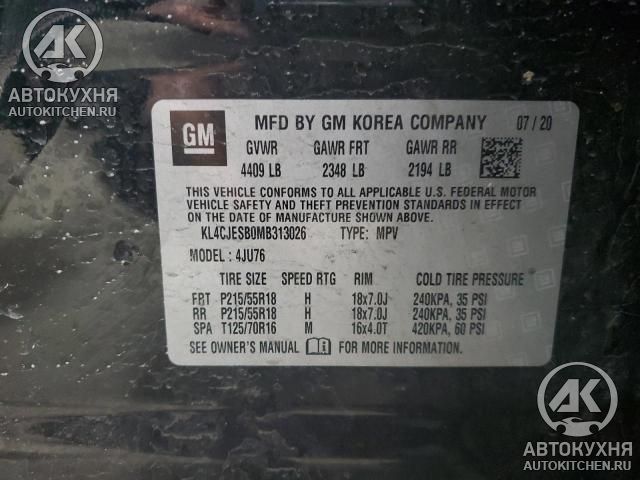 AK
АВТОКУХНЯ
AUTOKITCHEN.RU
GM
MFD BY GM KOREA COMPANY 07 / 20
GVWR GAWR FRT GAWR RR
4409 LB 2348 LB 2194 LB
THIS VEHICLE CONFORMS TO ALL APPLICABLE U.S. FEDERAL MOTOR
VEHICLE SAFETY AND THEFT PREVENTION STANDARDS IN EFFECT
ON THE DATE OF MANUFACTURE SHOWN ABOVE.
KL4CJESB0MB313026 TYPE: MPV
MODEL : 4JU76
TIRE SIZE SPEED RTG RIM COLD TIRE PRESSURE
FRT P215/55R18 H 18x7.0J 240KPA, 35 PSI
RR P215/55R18 H 18x7.0J 240KPA, 35 PSI
SPA T125/70R16 M 16x4.0T 420KPA, 60 PSI
SEE OWNER'S MANUAL FOR MORE INFORMATION.
AK
АВТОКУХНЯ
AUTOKITCHEN.RU